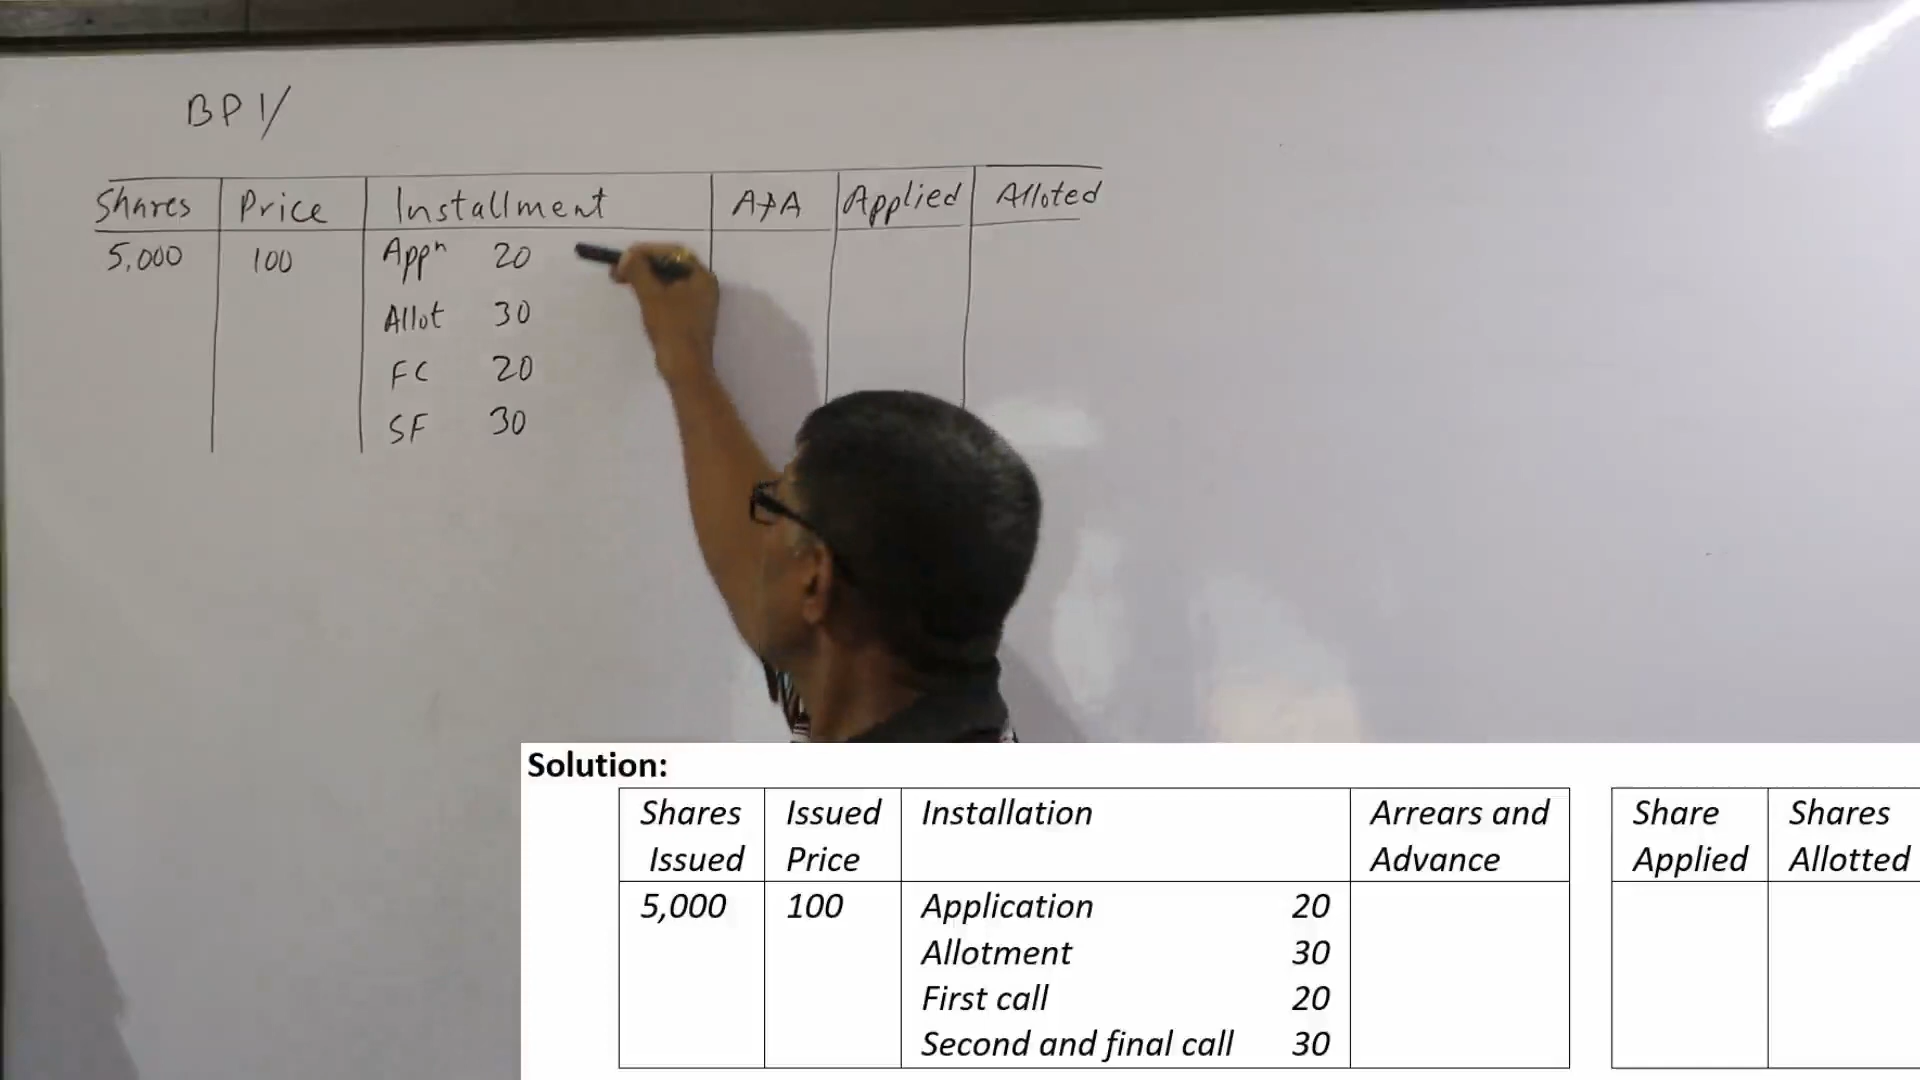 BP 1/
Shares Price Installment A+A Applied Alloted
5,000 100 Appn 20
Allot 30
FC 20
SF 30
Solution:
Shares Issued Installation Arrears and Share Shares
Issued Price Advance Applied Allotted
5,000 100 Application 20
Allotment 30
First call 20
Second and final call 30